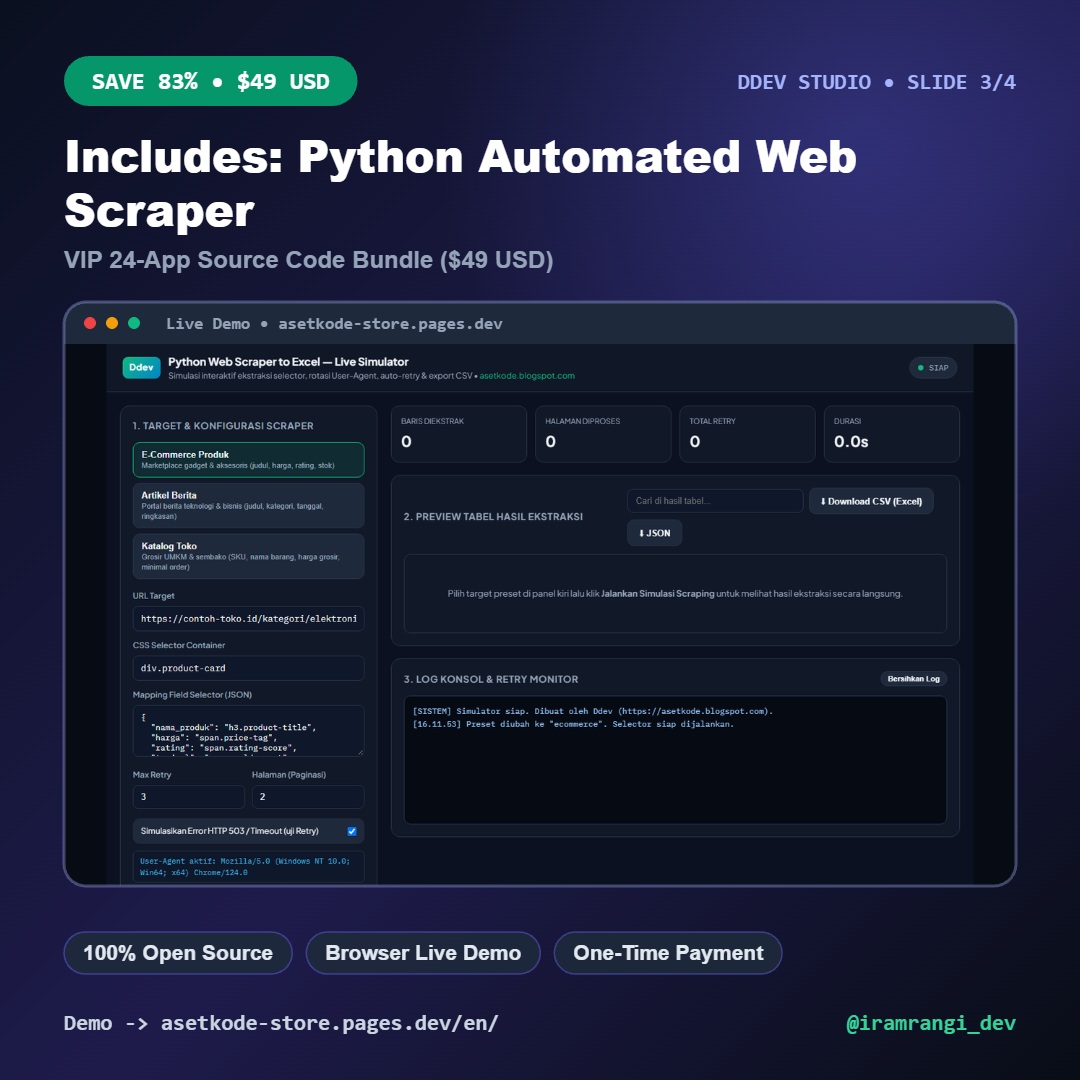 SAVE 83% • $49 USD
DDEV STUDIO • SLIDE 3/4
Includes: Python Automated Web
Scraper
VIP 24-App Source Code Bundle ($49 USD)
Live Demo • asetkode-store.pages.dev
Ddev
Python Web Scraper to Excel — Live Simulator
Simulasi interaktif ekstraksi selector, rotasi User-Agent, auto-retry & export CSV • asetkode.blogspot.com
SIAP
1. TARGET & KONFIGURASI SCRAPER
E-Commerce Produk
Marketplace gadget & aksesoris (judul, harga, rating, stok)
Artikel Berita
Portal berita teknologi & bisnis (judul, kategori, tanggal,
ringkasan)
Katalog Toko
Grosir UMKM & sembako (SKU, nama barang, harga grosir,
minimal order)
URL Target
https://contoh-toko.id/kategori/elektroni
CSS Selector Container
div.product-card
Mapping Field Selector (JSON)
{
"nama_produk": "h3.product-title",
"harga": "span.price-tag",
"rating": "span.rating-score",
Max Retry
Halaman (Paginasi)
3
2
Simulasikan Error HTTP 503 / Timeout (uji Retry)
User-Agent aktif: Mozilla/5.0 (Windows NT 10.0;
Win64; x64) Chrome/124.0
BARIS DIEKSTRAK
0
HALAMAN DIPROSES
0
TOTAL RETRY
0
DURASI
0.0s
2. PREVIEW TABEL HASIL EKSTRAKSI
Cari di hasil tabel...
⬇ Download CSV (Excel)
⬇ JSON
Pilih target preset di panel kiri lalu klik Jalankan Simulasi Scraping untuk melihat hasil ekstraksi secara langsung.
3. LOG KONSOL & RETRY MONITOR
Bersihkan Log
[SISTEM] Simulator siap. Dibuat oleh Ddev (https://asetkode.blogspot.com).
[16.11.53] Preset diubah ke "ecommerce". Selector siap dijalankan.
100% Open Source
Browser Live Demo
One-Time Payment
Demo -> asetkode-store.pages.dev/en/
@iramrangi_dev